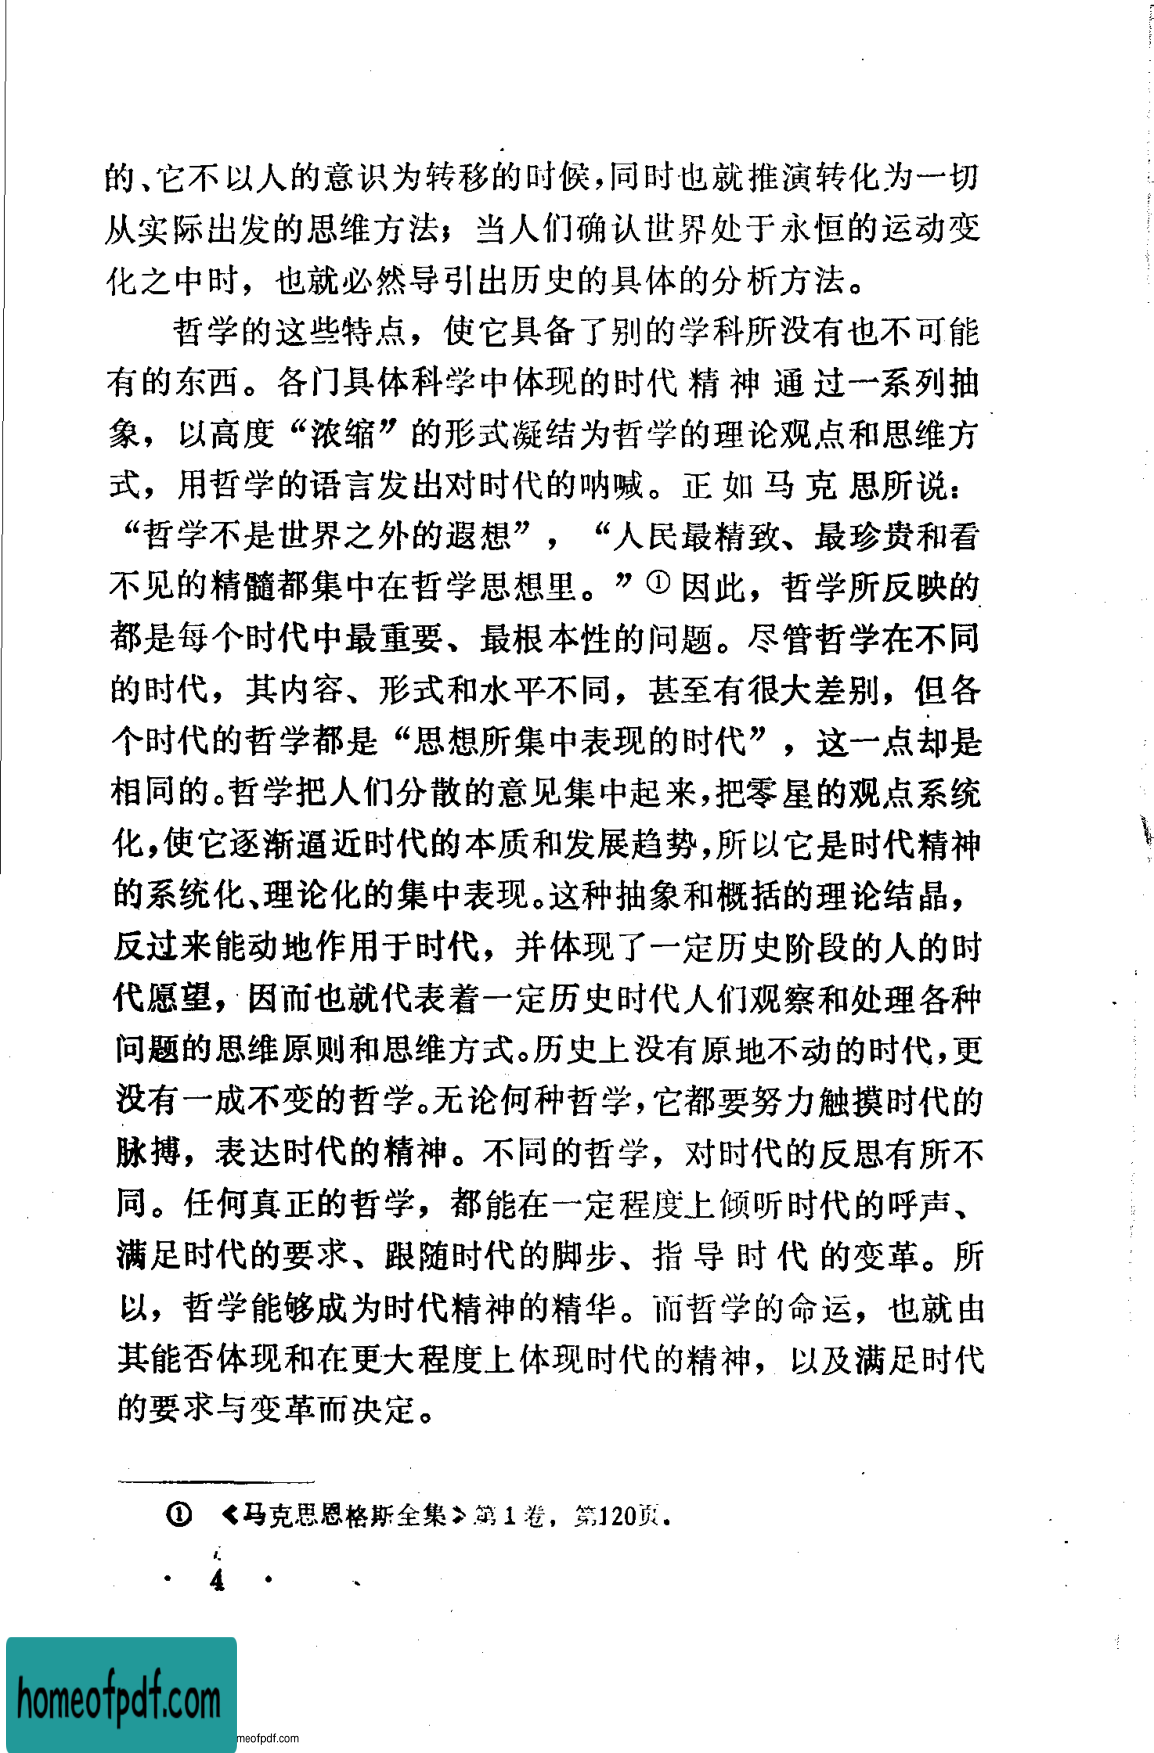 的、它不以人的意识为转移的时候，同时也就推演转化为一切
从实际出发的思维方法；当人们确认世界处于永恒的运动变
化之中时，也就必然导引出历史的具体的分析方法。
哲学的这些特点，使它具备了别的学科所没有也不可能
有的东西。各门具体科学中体现的时代精神通过一系列抽
象，以高度“浓缩”的形式凝结为哲学的理论观点和思维方
式，用哲学的语言发出对时代的呐喊。正如马克思所说：
“哲学不是世界之外的遐想”，“人民最精致、最珍贵和看
不见的精髓都集中在哲学思想里。”①因此，哲学所反映的
都是每个时代中最重要、最根本性的问题。尽管哲学在不同
的时代，其内容、形式和水平不同，甚至有很大差别，但各
个时代的哲学都是“思想所集中表现的时代”，这一点却是
相同的。哲学把人们分散的意见集中起来，把零星的观点系统
化，使它逐渐逼近时代的本质和发展趋势，所以它是时代精神
的系统化、理论化的集中表现。这种抽象和概括的理论结晶，
反过来能动地作用于时代，并体现了一定历史阶段的人的时
代愿望，因而也就代表着一定历史时代人们观察和处理各种
问题的思维原则和思维方式。历史上没有原地不动的时代，更
没有一成不变的哲学。无论何种哲学，它都要努力触摸时代的
脉搏，表达时代的精神。不同的哲学，对时代的反思有所不
同。任何真正的哲学，都能在一定程度上倾听时代的呼声、
满足时代的要求、跟随时代的脚步、指导时代的变革。所
以，哲学能够成为时代精神的精华。而哲学的命运，也就由
其能否体现和在更大程度上体现时代的精神，以及满足时代
的要求与变革而决定。
① 《马克思恩格斯全集》第1卷，第120页。
· 4 ·
homeofpdf.com
meofpdf.com